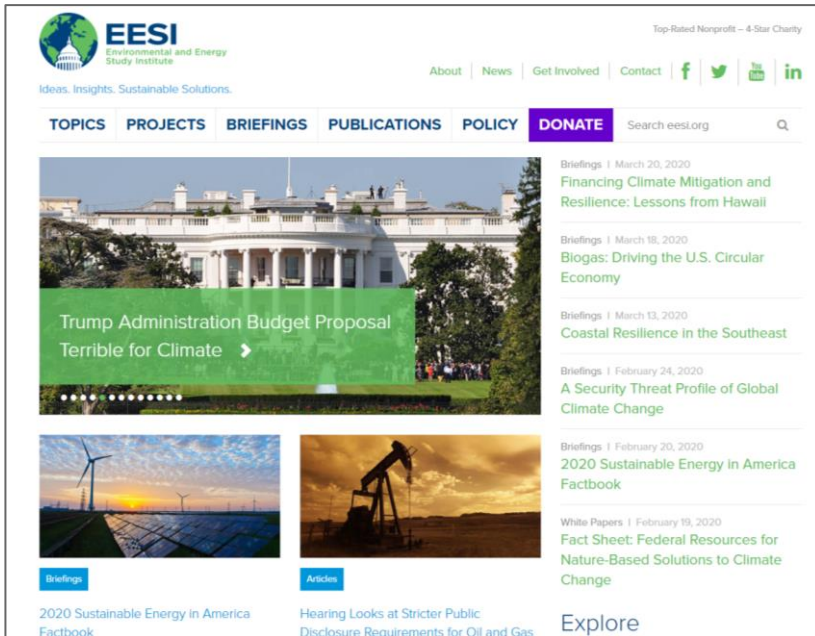 Top-Rated Nonprofit – 4-Star Charity
EESI
Environmental and Energy
Study Institute
Ideas. Insights. Sustainable Solutions.
About News Get Involved Contact f You Tube in
TOPICS PROJECTS BRIEFINGS PUBLICATIONS POLICY DONATE Search eesi.org
Trump Administration Budget Proposal
Terrible for Climate
Briefings
2020 Sustainable Energy in America
Factbook
Articles
Hearing Looks at Stricter Public
Disclosure Requirements for Oil and Gas
Briefings | March 20, 2020
Financing Climate Mitigation and
Resilience: Lessons from Hawaii
Briefings | March 18, 2020
Biogas: Driving the U.S. Circular
Economy
Briefings | March 13, 2020
Coastal Resilience in the Southeast
Briefings | February 24, 2020
A Security Threat Profile of Global
Climate Change
Briefings | February 20, 2020
2020 Sustainable Energy in America
Factbook
White Papers | February 19, 2020
Fact Sheet: Federal Resources for
Nature-Based Solutions to Climate
Change
Explore